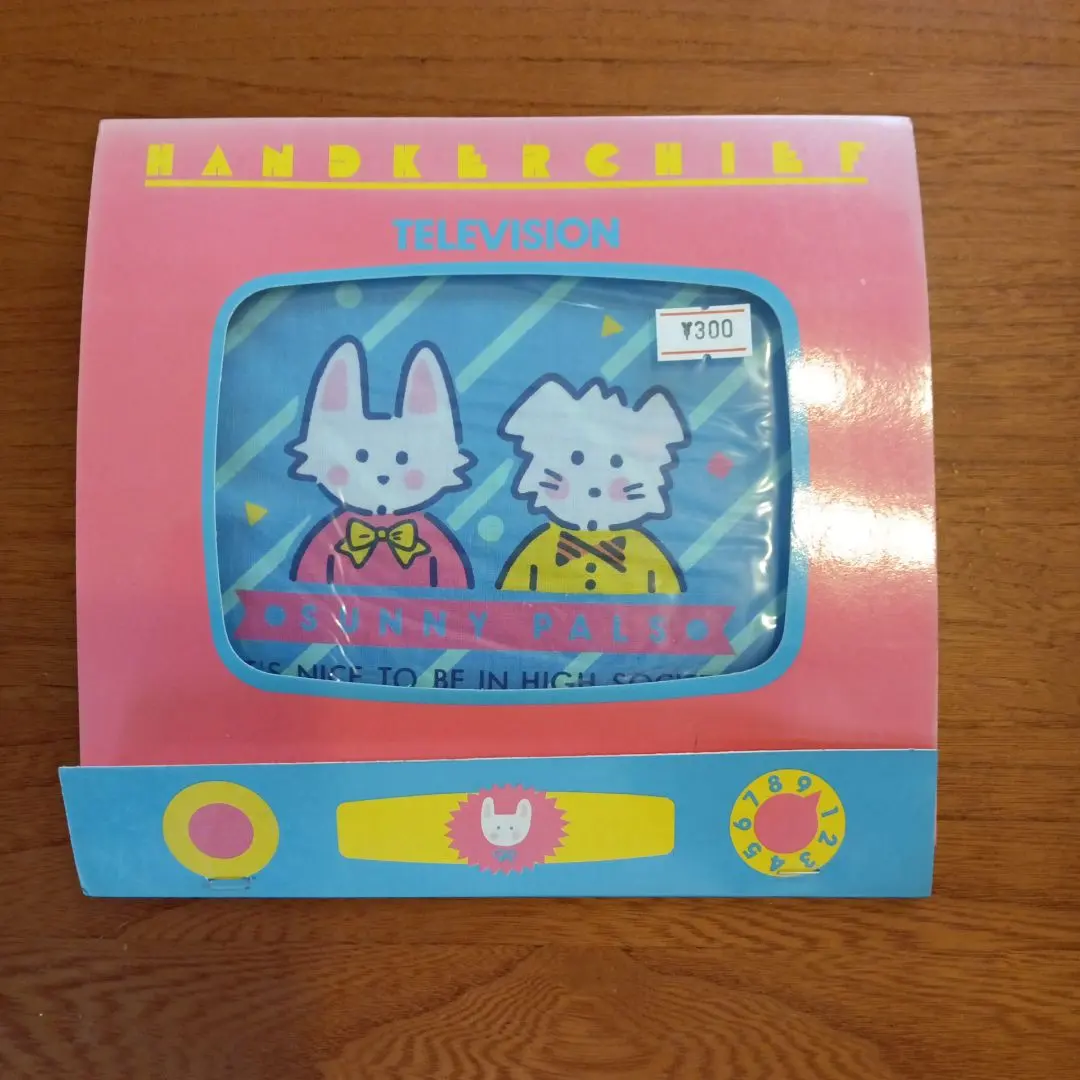 HANDKERCHIEF
TELEVISION
¥300
SUNNY PALS
'S NICE TO BE IN HIGH SOCIE
1 2 3 4 5 6 7 8 9